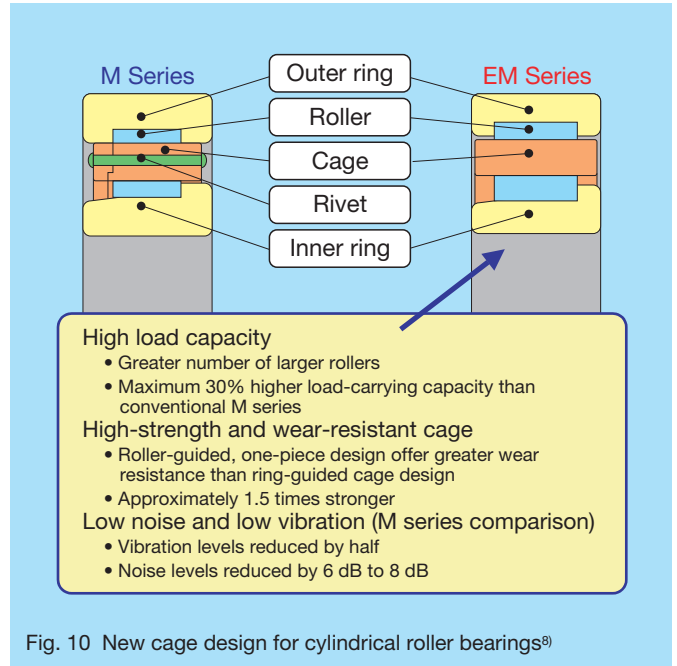 M Series
EM Series
Outer ring
Roller
Cage
Rivet
Inner ring
High load capacity
• Greater number of larger rollers
• Maximum 30% higher load-carrying capacity than
conventional M series
High-strength and wear-resistant cage
• Roller-guided, one-piece design offer greater wear
resistance than ring-guided cage design
• Approximately 1.5 times stronger
Low noise and low vibration (M series comparison)
• Vibration levels reduced by half
• Noise levels reduced by 6 dB to 8 dB
Fig. 10 New cage design for cylindrical roller bearings⁸⁾